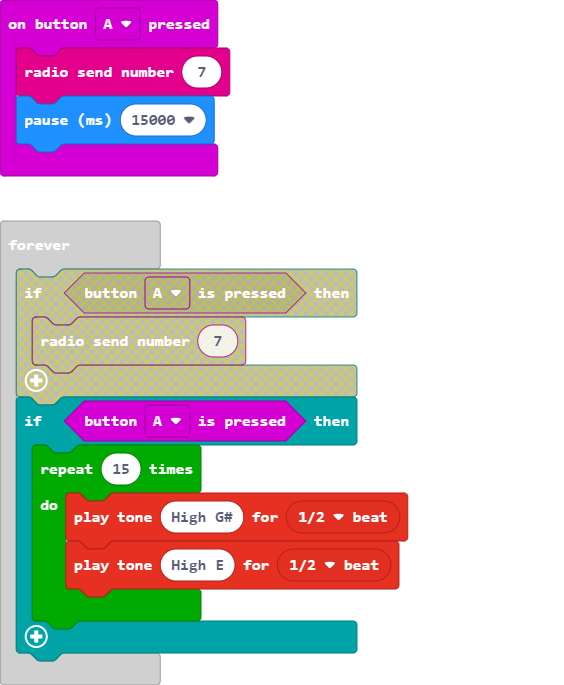 on button A pressed
radio send number 7
pause (ms) 15000
forever
if button A is pressed then
radio send number 7
if button A is pressed then
repeat 15 times
do
play tone High G# for 1/2 beat
play tone High E for 1/2 beat